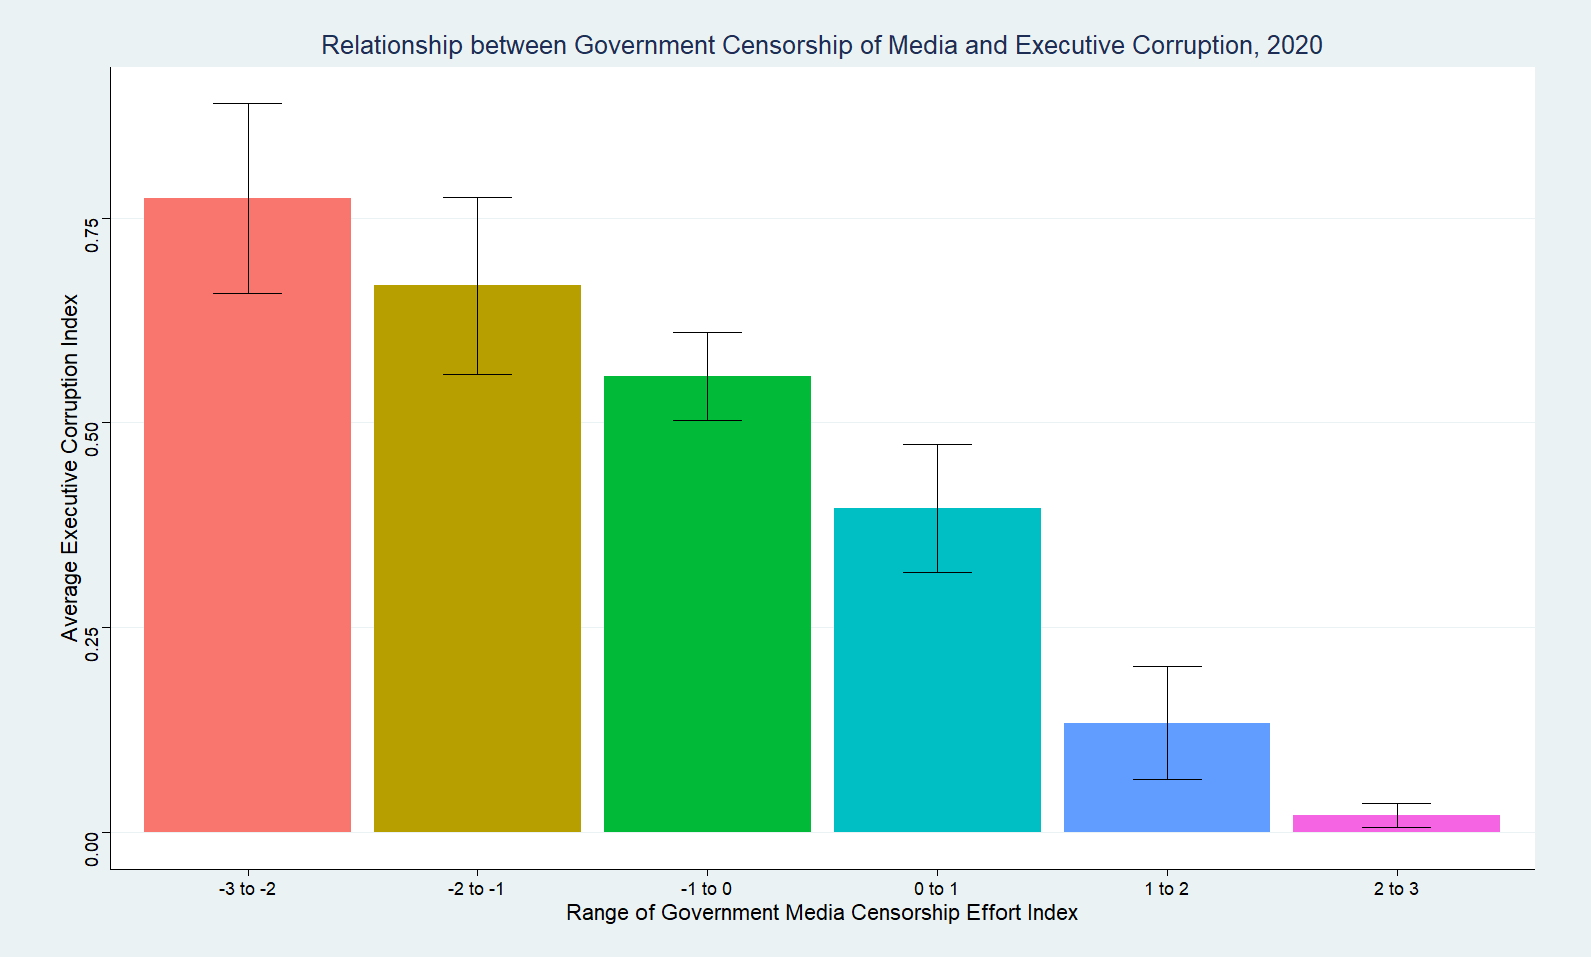 Relationship between Government Censorship of Media and Executive Corruption, 2020
Average Executive Corruption Index
0.75
0.50
0.25
0.00
-3 to -2
-2 to -1
-1 to 0
0 to 1
1 to 2
2 to 3
Range of Government Media Censorship Effort Index